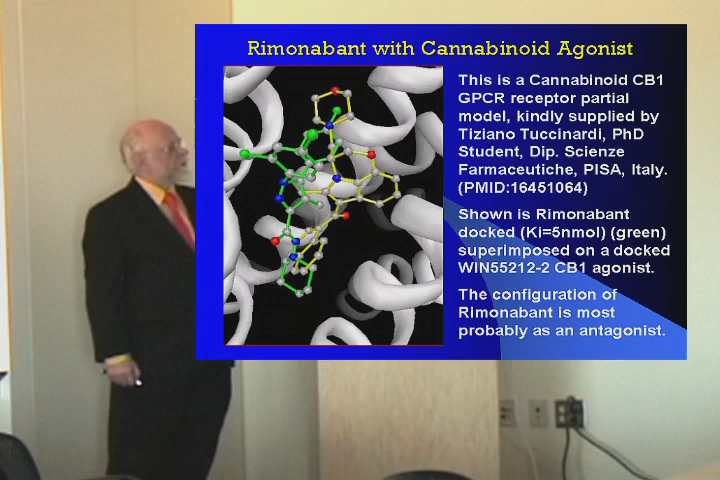 Rimonabant with Cannabinoid Agonist
This is a Cannabinoid CB1
GPCR receptor partial
model, kindly supplied by
Tiziano Tuccinardi, PhD
Student, Dip. Scienze
Farmaceutiche, PISA, Italy.
(PMID:16451064)
Shown is Rimonabant
docked (Ki=5nmol) (green)
superimposed on a docked
WIN55212-2 CB1 agonist.
The configuration of
Rimonabant is most
probably as an antagonist.